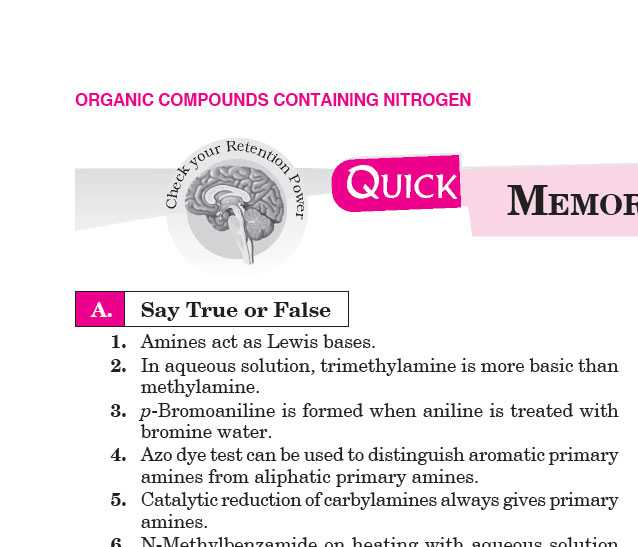 ORGANIC COMPOUNDS CONTAINING NITROGEN
Check your Retention Power
QUICK
MEMOR
A. Say True or False
1. Amines act as Lewis bases.
2. In aqueous solution, trimethylamine is more basic than
methylamine.
3. p-Bromoaniline is formed when aniline is treated with
bromine water.
4. Azo dye test can be used to distinguish aromatic primary
amines from aliphatic primary amines.
5. Catalytic reduction of carbylamines always gives primary
amines.
6. N-Methylbenzamide on heating with aqueous solution